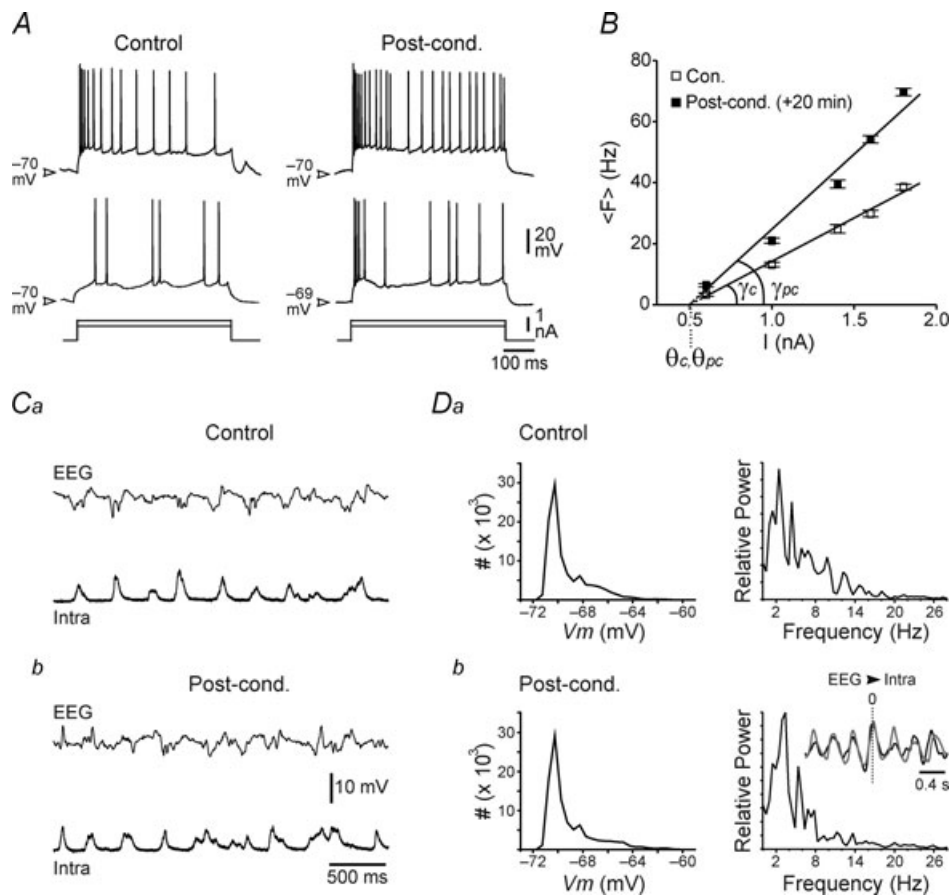 A
Control
Post-cond.
–70
mV
–70
mV
–70
mV
–69
mV
20
mV
1
nA
100 ms
B
Con.
Post-cond. (+20 min)
<F> (Hz)
80
60
40
20
0
0
0.5
1.0
1.5
2.0
γc
γpc
θc,θpc
I (nA)
Ca
Control
EEG
Intra
b
Post-cond.
EEG
Intra
10 mV
500 ms
Da
Control
# (x 10³)
30
20
10
–72
–68
–64
–60
Vm (mV)
Relative Power
2
8
14
20
26
Frequency (Hz)
b
Post-cond.
# (x 10³)
30
20
10
–72
–68
–64
–60
Vm (mV)
EEG ► Intra
0
0.4 s
Relative Power
2
8
14
20
26
Frequency (Hz)